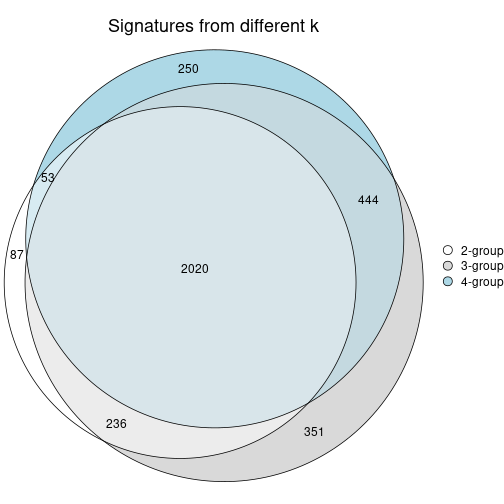 Signatures from different k
250
53
444
87
2020
236
351
2-group
3-group
4-group